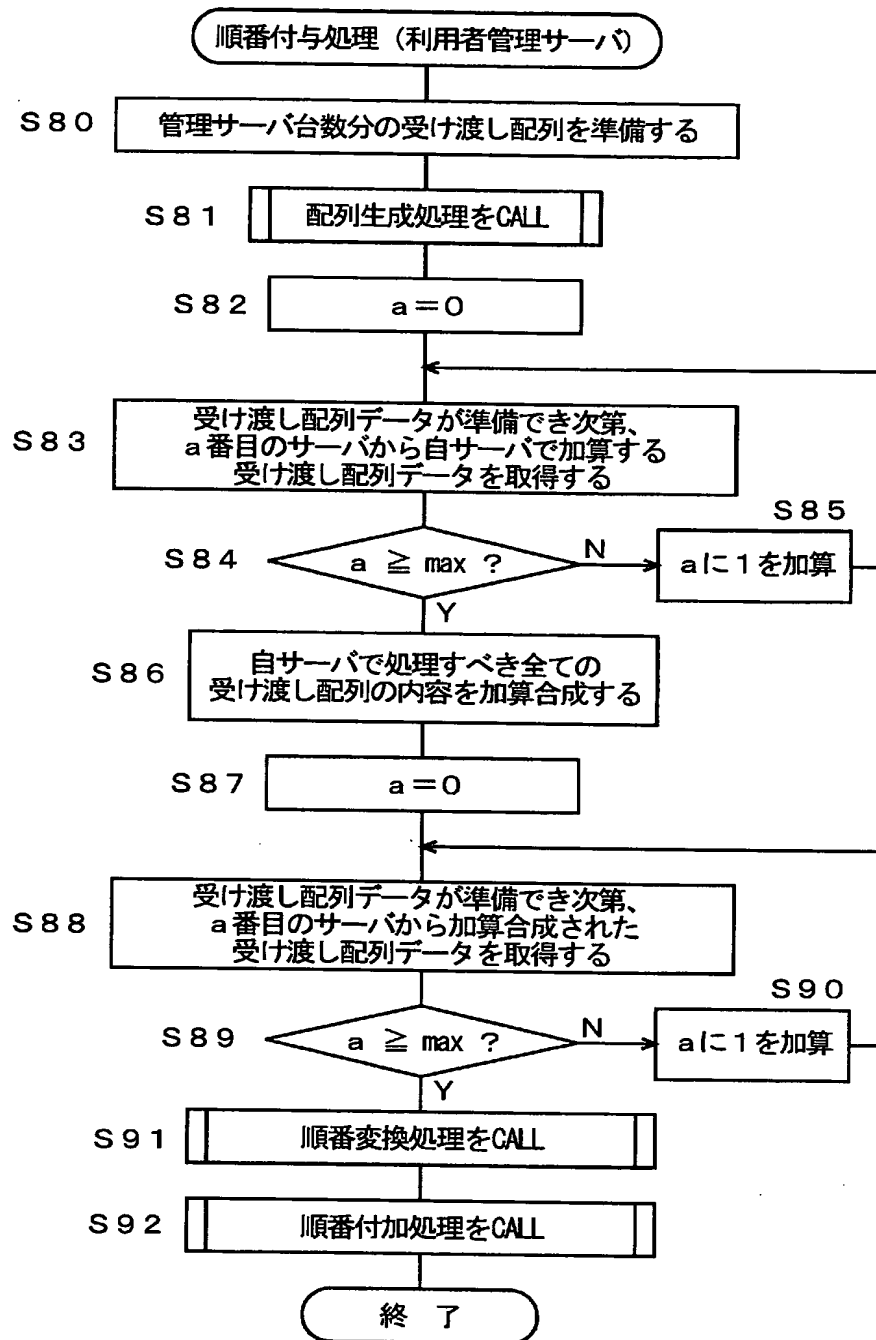 順番付与処理(利用者管理サーバ)
S80
管理サーバ台数分の受け渡し配列を準備する
S81
配列生成処理をCALL
S82
a=0
S83
受け渡し配列データが準備でき次第、
a番目のサーバから自サーバで加算する
受け渡し配列データを取得する
S84
a ≧ max ?
N
S85
aに1を加算
Y
S86
自サーバで処理すべき全ての
受け渡し配列の内容を加算合成する
S87
a=0
S88
受け渡し配列データが準備でき次第、
a番目のサーバから加算合成された
受け渡し配列データを取得する
S89
a ≧ max ?
N
S90
aに1を加算
Y
S91
順番変換処理をCALL
S92
順番付加処理をCALL
終 了